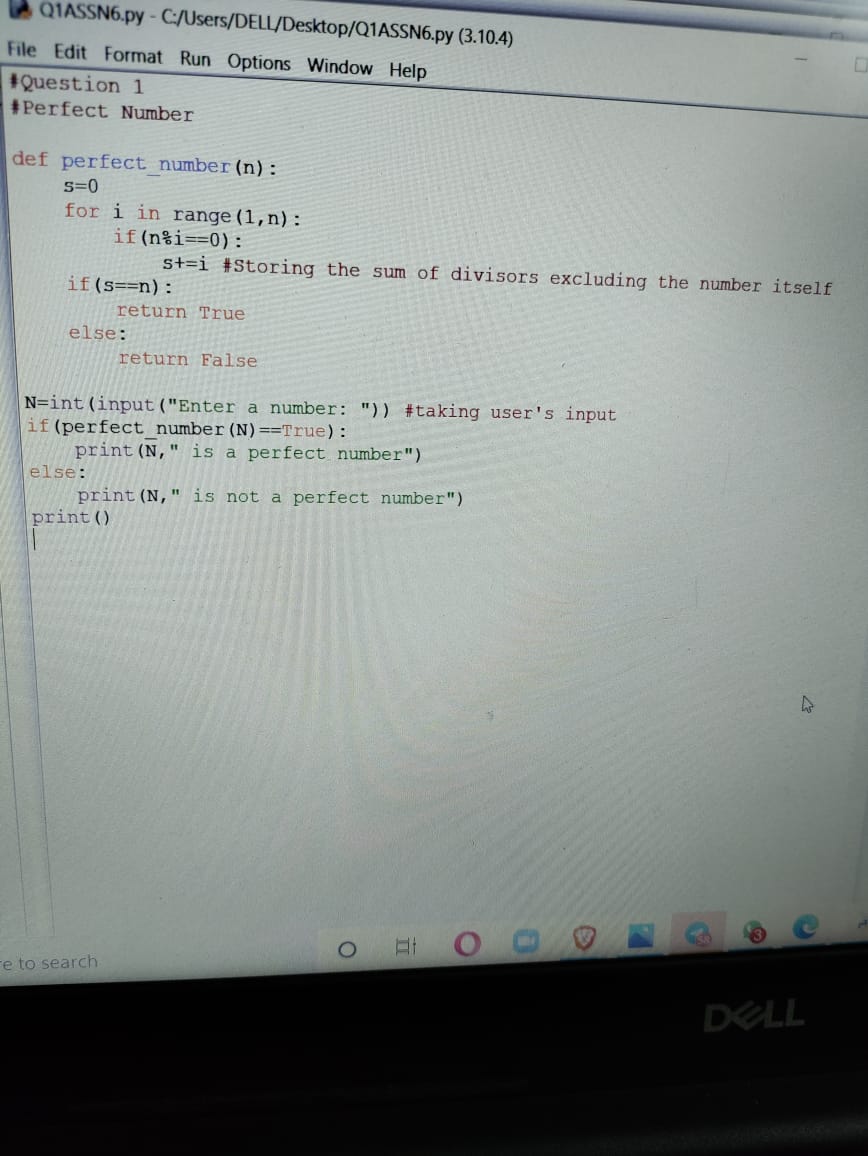 Q1ASSN6.py - C:/Users/DELL/Desktop/Q1ASSN6.py (3.10.4)
File Edit Format Run Options Window Help
#Question 1
#Perfect Number
def perfect_number(n):
    s=0
    for i in range(1,n):
        if(n%i==0):
            s+=i #Storing the sum of divisors excluding the number itself
    if(s==n):
        return True
    else:
        return False
N=int(input("Enter a number: ")) #taking user's input
if(perfect_number(N)==True):
    print(N," is a perfect number")
else:
    print(N," is not a perfect number")
print()
e to search
3
DELL